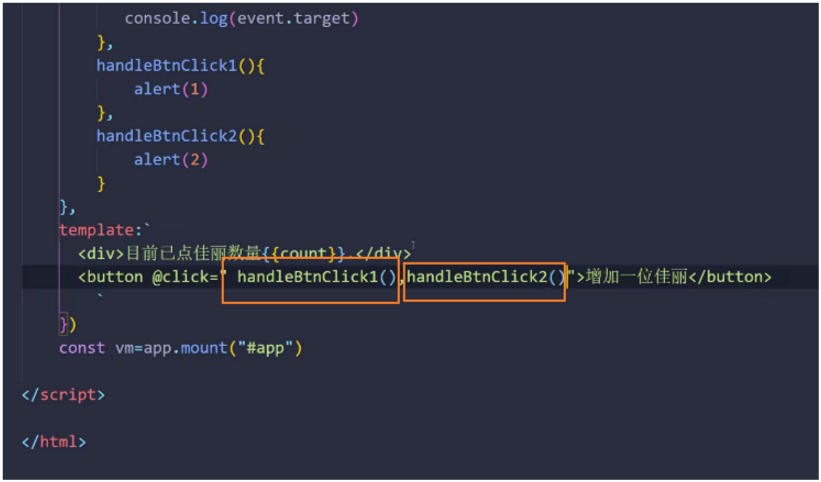 console.log(event.target)
},
handleBtnClick1(){
alert(1)
},
handleBtnClick2(){
alert(2)
}
},
template:`
<div>目前已点佳丽数量{{count}}.</div>
<button @click=" handleBtnClick1(),handleBtnClick2()">增加一位佳丽</button>
`
})
const vm=app.mount("#app")
</script>
</html>